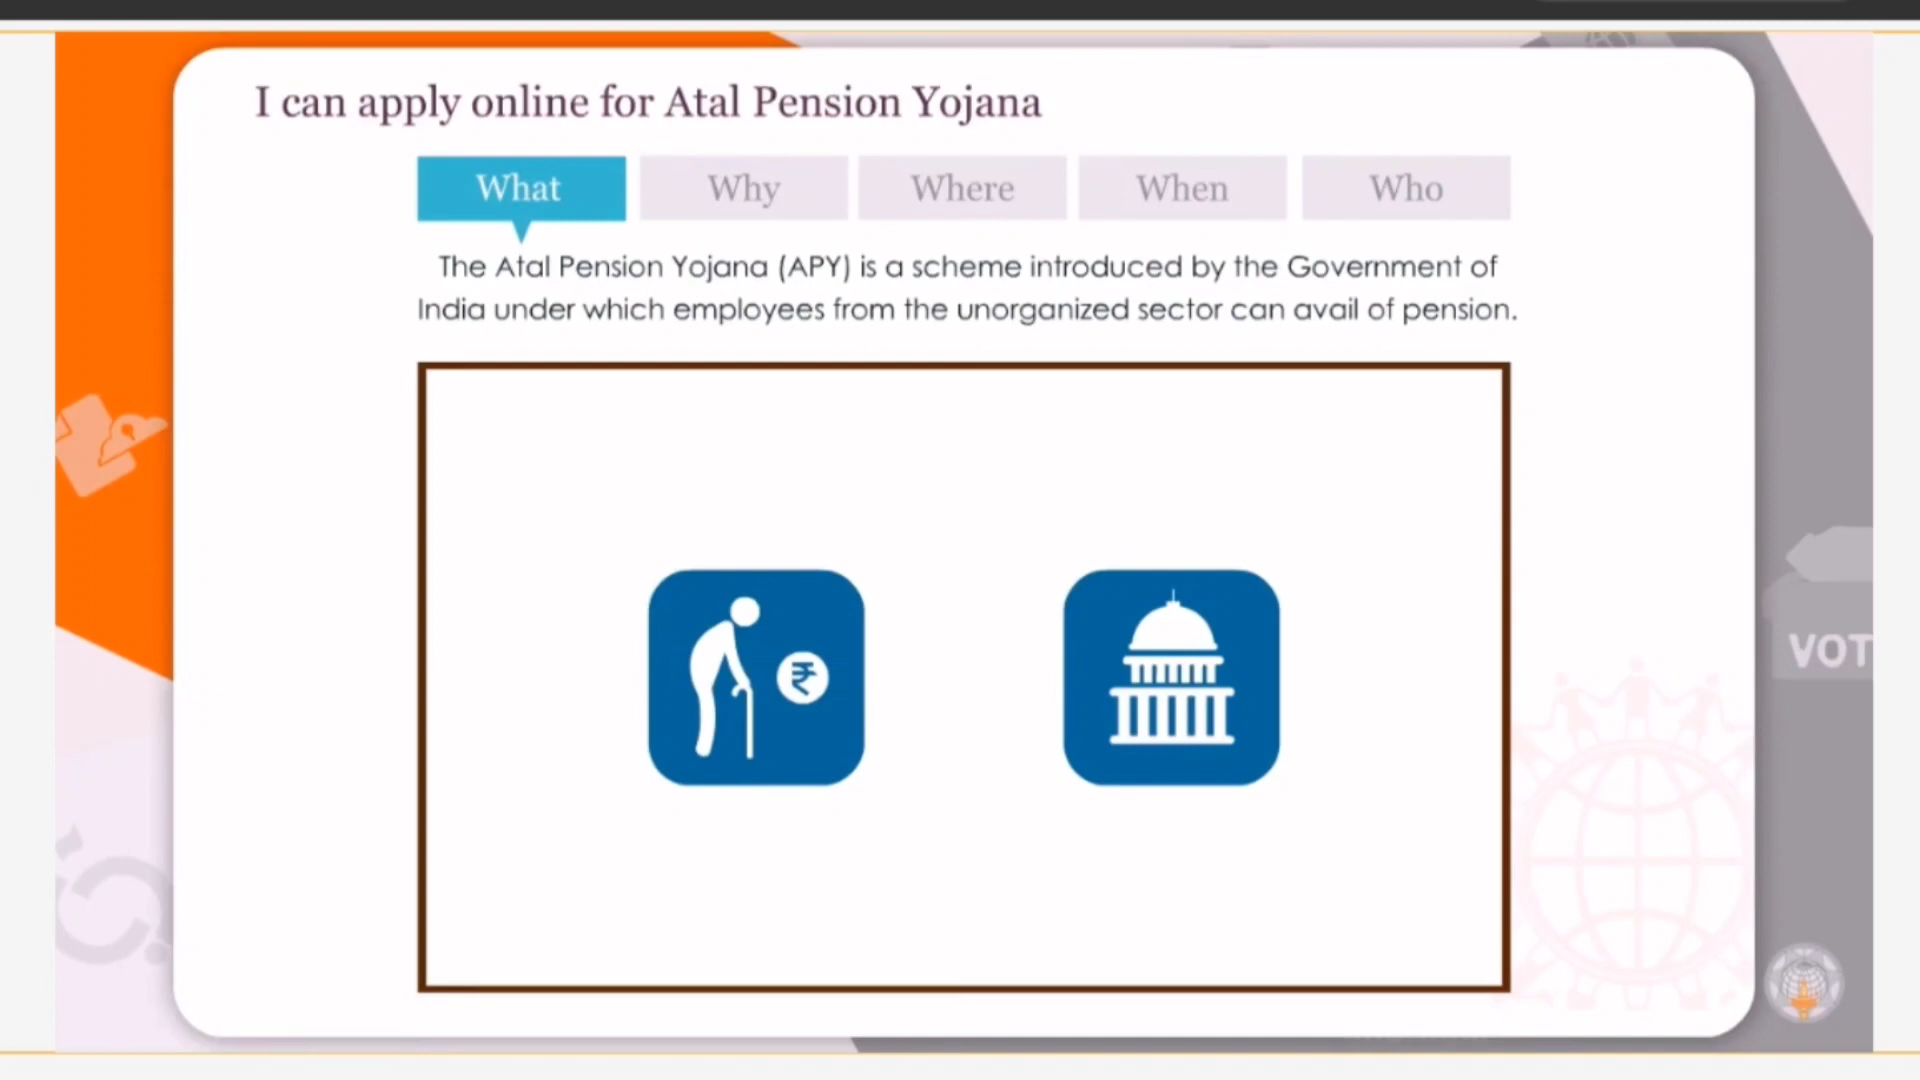 I can apply online for Atal Pension Yojana
What
Why
Where
When
Who
The Atal Pension Yojana (APY) is a scheme introduced by the Government of
India under which employees from the unorganized sector can avail of pension.
₹
VOT